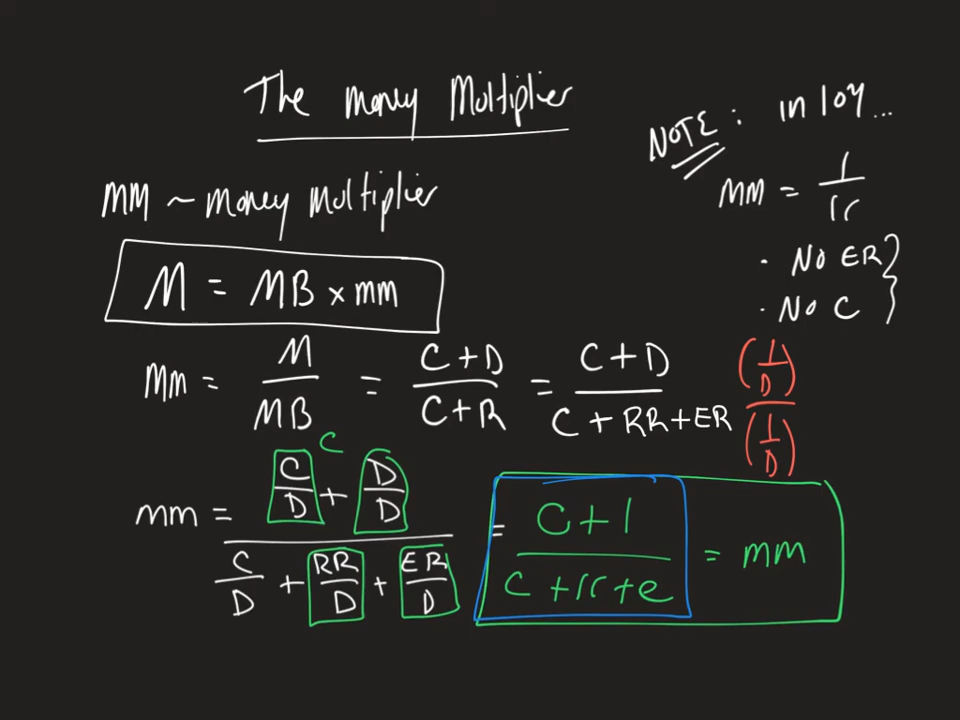 The money Multiplier
NOTE: in 104...
mm = 1/rr
· No ER
· No C
mm ~ money multiplier
M = MB x mm
mm = M/MB = C+D/C+R = C+D/C+RR+ER (1/D)/(1/D)
C
mm = C/D + D/D / C/D + RR/D + ER/D = C+1/C+rr+e = mm